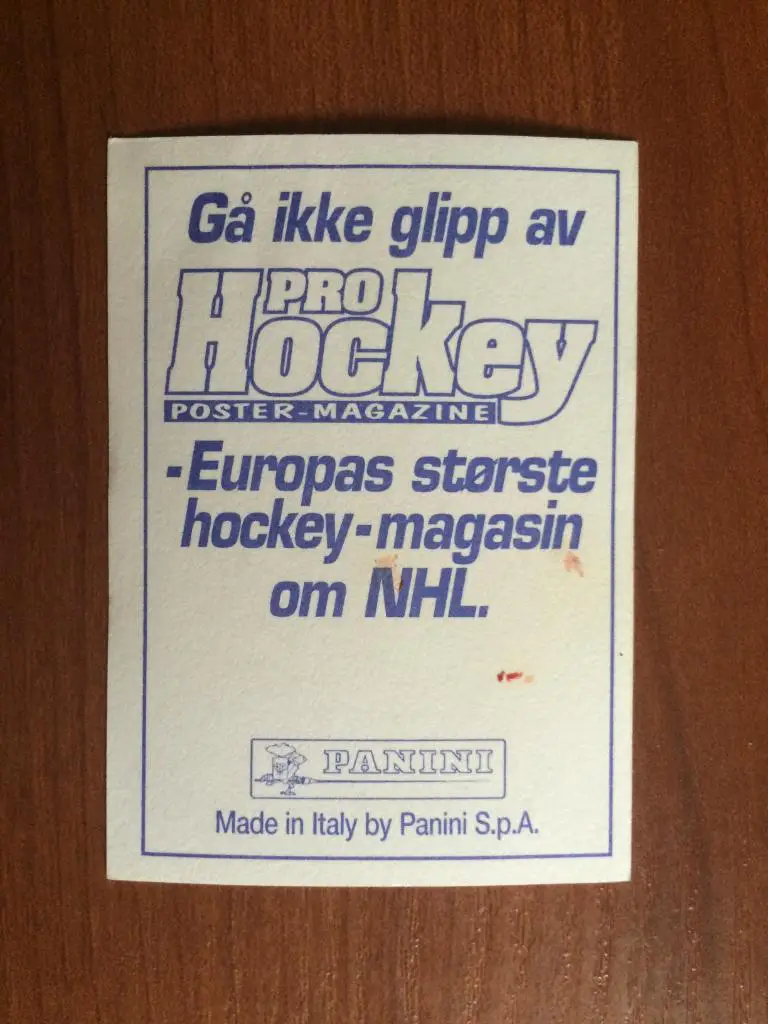 Gå ikke glipp av
PRO
Hockey
POSTER-MAGAZINE
-Europas største
hockey-magasin
om NHL.
PANINI
Made in Italy by Panini S.p.A.